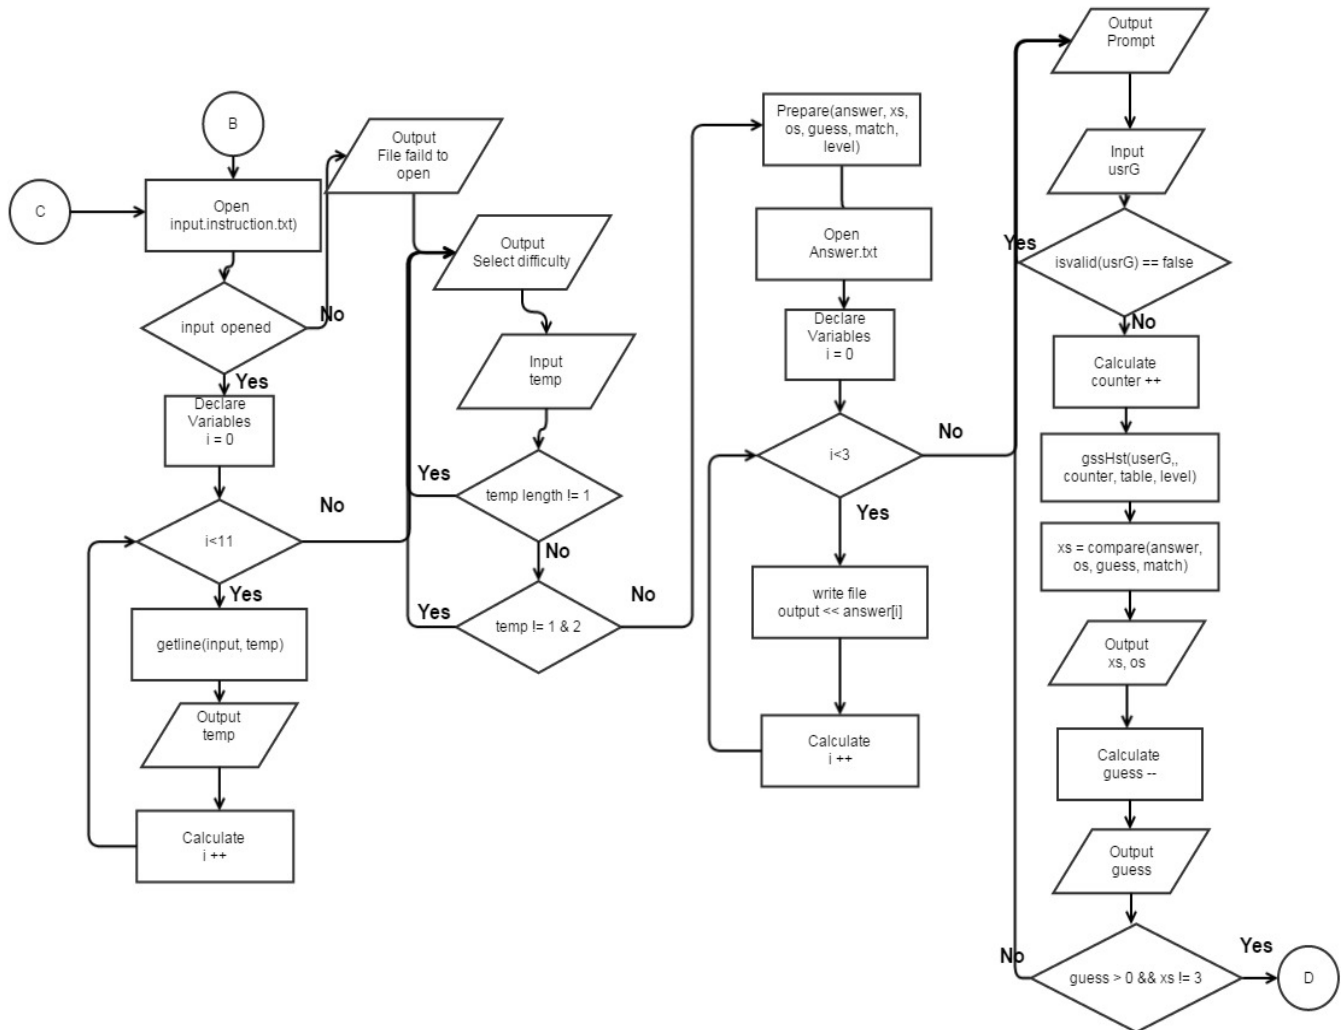 B
C
Open
input.instruction.txt)
Output
File faild to
open
input opened
No
Yes
Declare
Variables
i = 0
i<11
No
Yes
getline(input, temp)
Output
temp
Calculate
i ++
Output
Select difficulty
Input
temp
temp length != 1
Yes
No
temp != 1 & 2
Yes
No
Prepare(answer, xs,
os, guess, match,
level)
Open
Answer.txt
Declare
Variables
i = 0
i<3
No
Yes
write file
output << answer[i]
Calculate
i ++
Output
Prompt
Input
usrG
isvalid(usrG) == false
Yes
No
Calculate
counter ++
gssHst(userG,,
counter, table, level)
xs = compare(answer,
os, guess, match)
Output
xs, os
Calculate
guess --
Output
guess
guess > 0 && xs != 3
No
Yes
D